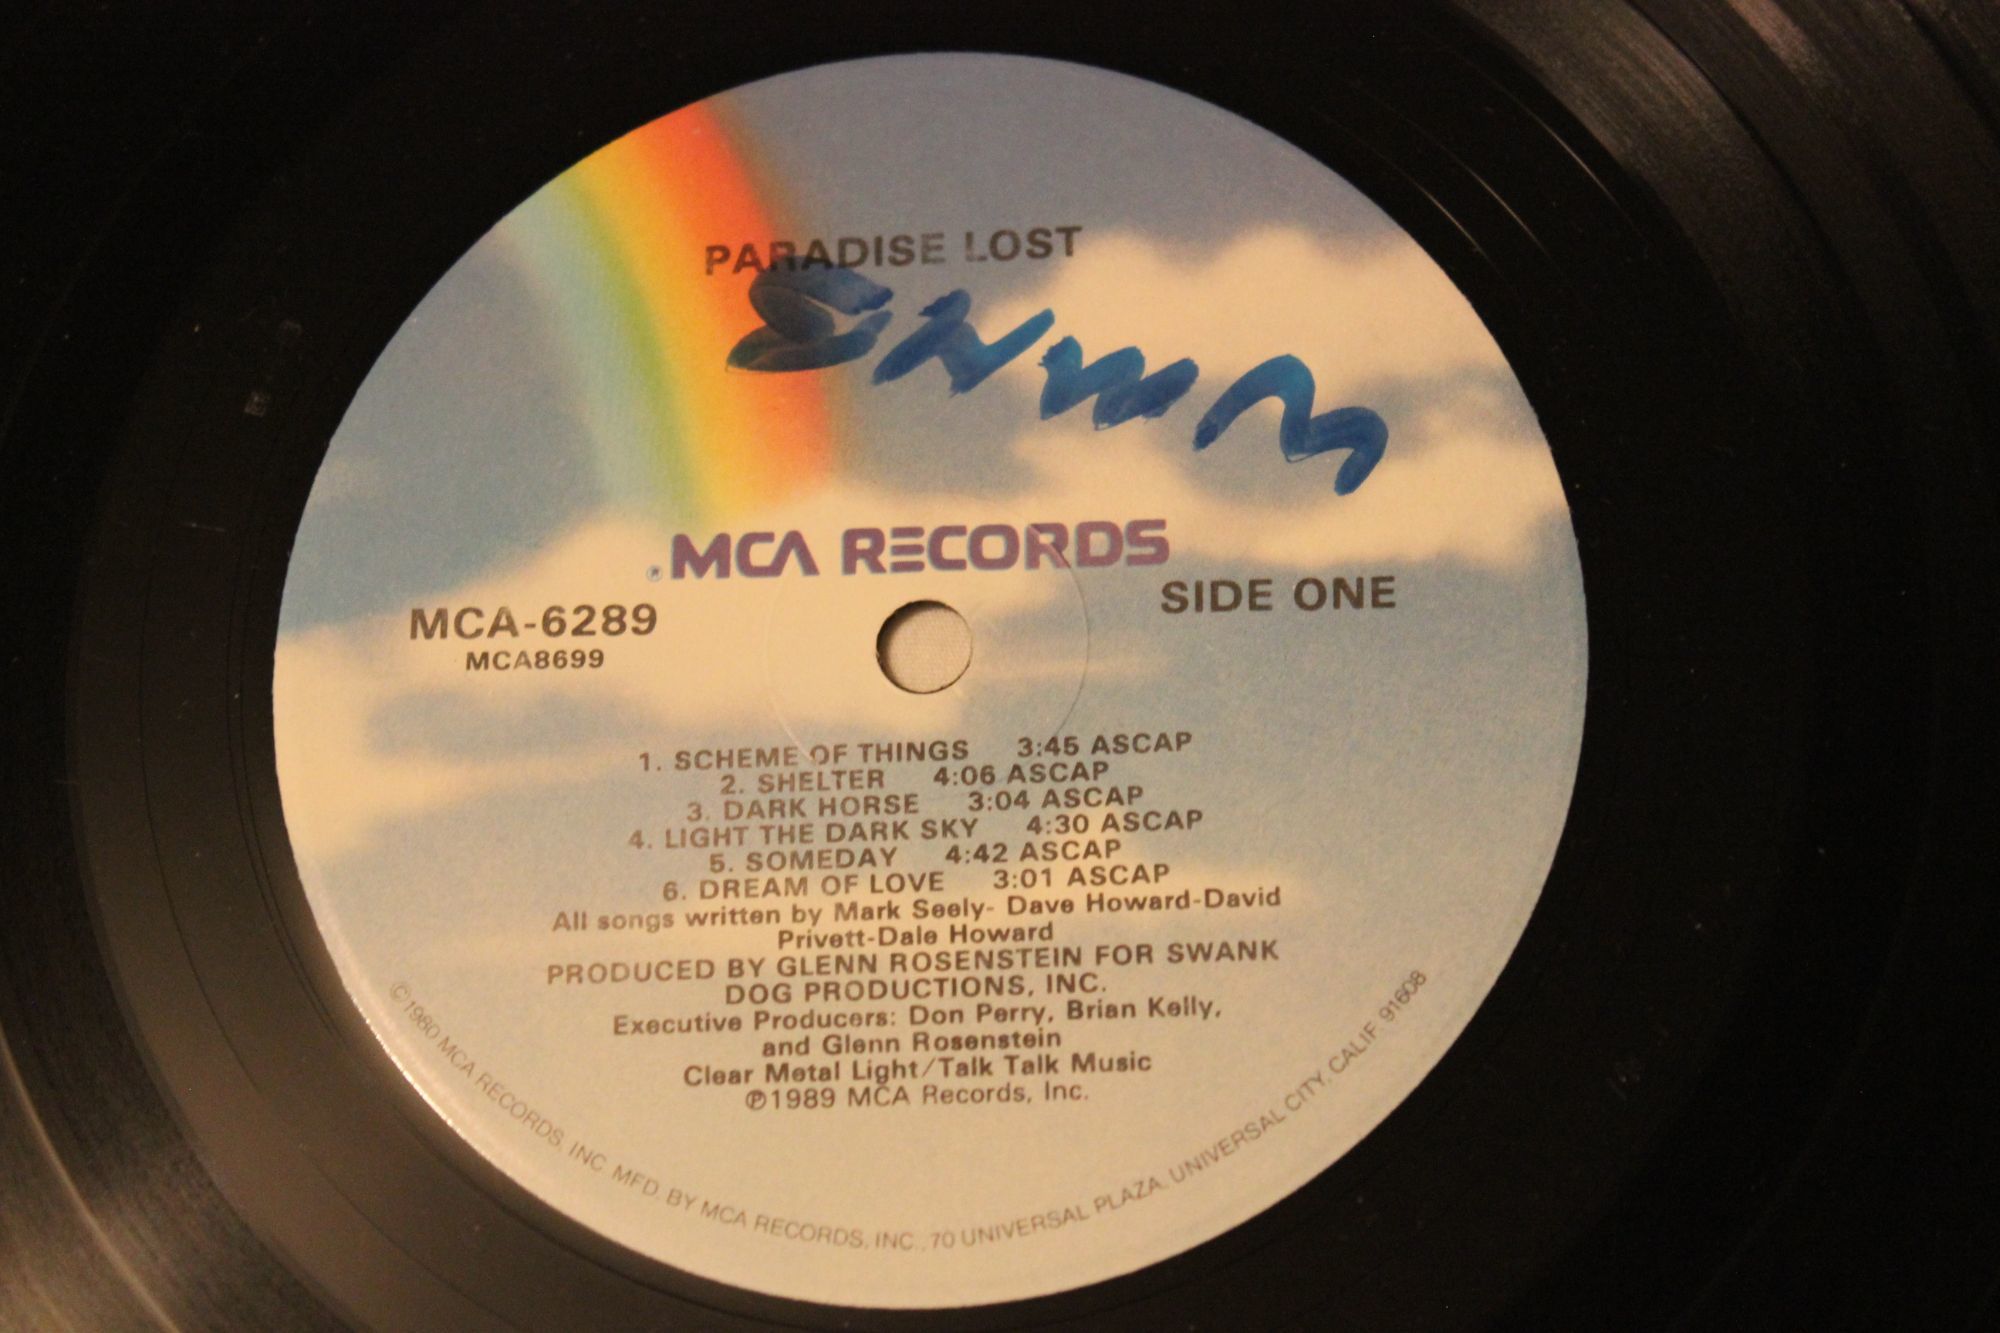 PARADISE LOST
® MCA RECORDS
SIDE ONE
MCA-6289
MCA8699
1. SCHEME OF THINGS 3:45 ASCAP
2. SHELTER 4:06 ASCAP
3. DARK HORSE 3:04 ASCAP
4. LIGHT THE DARK SKY 4:30 ASCAP
5. SOMEDAY 4:42 ASCAP
6. DREAM OF LOVE 3:01 ASCAP
All songs written by Mark Seely- Dave Howard-David
Privett-Dale Howard
PRODUCED BY GLENN ROSENSTEIN FOR SWANK
DOG PRODUCTIONS, INC.
Executive Producers: Don Perry, Brian Kelly,
and Glenn Rosenstein
Clear Metal Light/Talk Talk Music
℗1989 MCA Records, Inc.
©1980 MCA RECORDS, INC. MFD. BY MCA RECORDS, INC., 70 UNIVERSAL PLAZA, UNIVERSAL CITY, CALIF. 91608